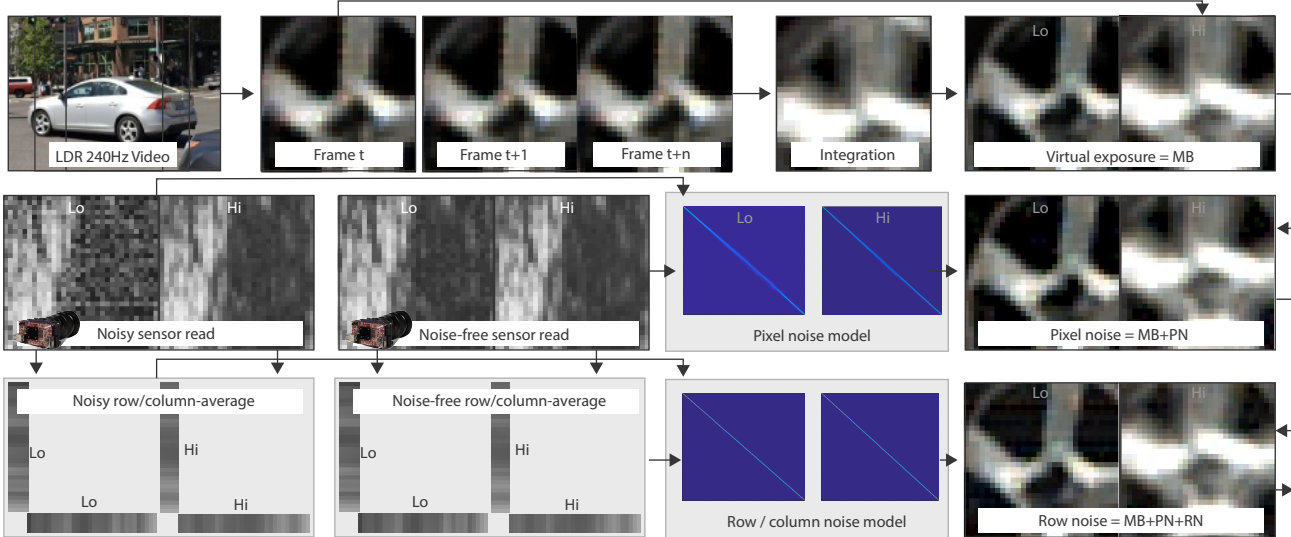 Lo Hi
LDR 240Hz Video
Frame t
Frame t+1
Frame t+n
Integration
Virtual exposure = MB
Lo Hi
Lo Hi
Lo Hi
Lo Hi
Noisy sensor read
Noise-free sensor read
Pixel noise model
Pixel noise = MB+PN
Noisy row/column-average
Noise-free row/column-average
Lo Hi
Lo Hi
Lo Hi
Lo Hi
Lo Hi
Row / column noise model
Row noise = MB+PN+RN